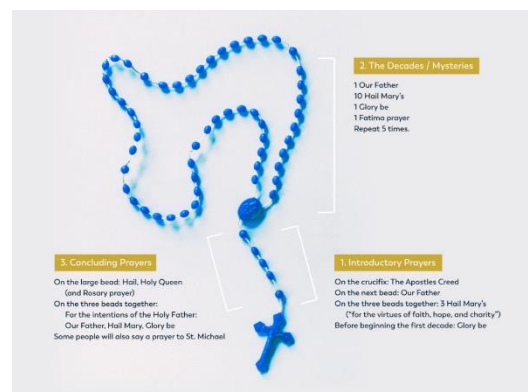 2. The Decades / Mysteries
1 Our Father
10 Hail Mary's
1 Glory be
1 Fatima prayer
Repeat 5 times.
3. Concluding Prayers
On the large bead: Hail, Holy Queen
(and Rosary prayer)
On the three beads together:
For the intentions of the Holy Father:
Our Father, Hail Mary, Glory be
Some people will also say a prayer to St. Michael
1. Introductory Prayers
On the crucifix: The Apostles Creed
On the next bead: Our Father
On the three beads together: 3 Hail Mary's
("for the virtues of faith, hope, and charity")
Before beginning the first decade: Glory be